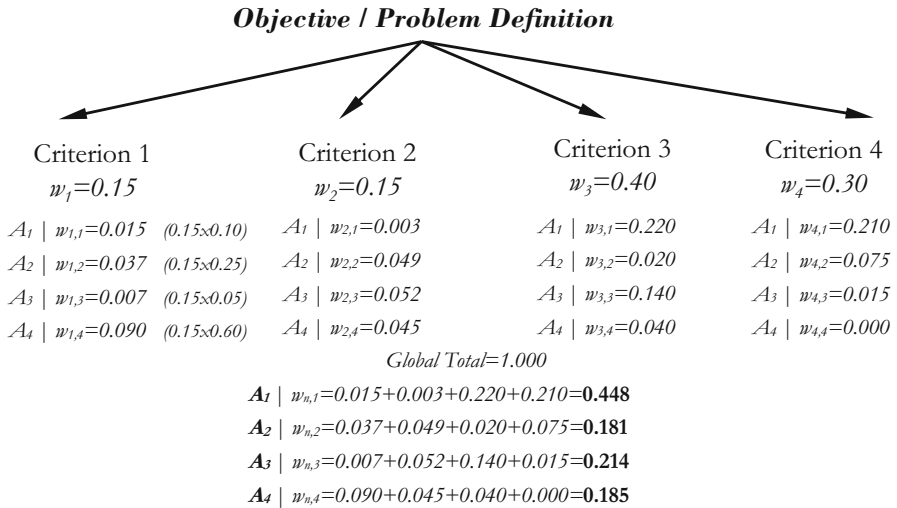 Objective / Problem Definition
Criterion 1 Criterion 2 Criterion 3 Criterion 4
w1=0.15 w2=0.15 w3=0.40 w4=0.30
A1 | w1,1=0.015 (0.15x0.10) A1 | w2,1=0.003 A1 | w3,1=0.220 A1 | w4,1=0.210
A2 | w1,2=0.037 (0.15x0.25) A2 | w2,2=0.049 A2 | w3,2=0.020 A2 | w4,2=0.075
A3 | w1,3=0.007 (0.15x0.05) A3 | w2,3=0.052 A3 | w3,3=0.140 A3 | w4,3=0.015
A4 | w1,4=0.090 (0.15x0.60) A4 | w2,4=0.045 A4 | w3,4=0.040 A4 | w4,4=0.000
Global Total=1.000
A1 | wn,1=0.015+0.003+0.220+0.210=0.448
A2 | wn,2=0.037+0.049+0.020+0.075=0.181
A3 | wn,3=0.007+0.052+0.140+0.015=0.214
A4 | wn,4=0.090+0.045+0.040+0.000=0.185